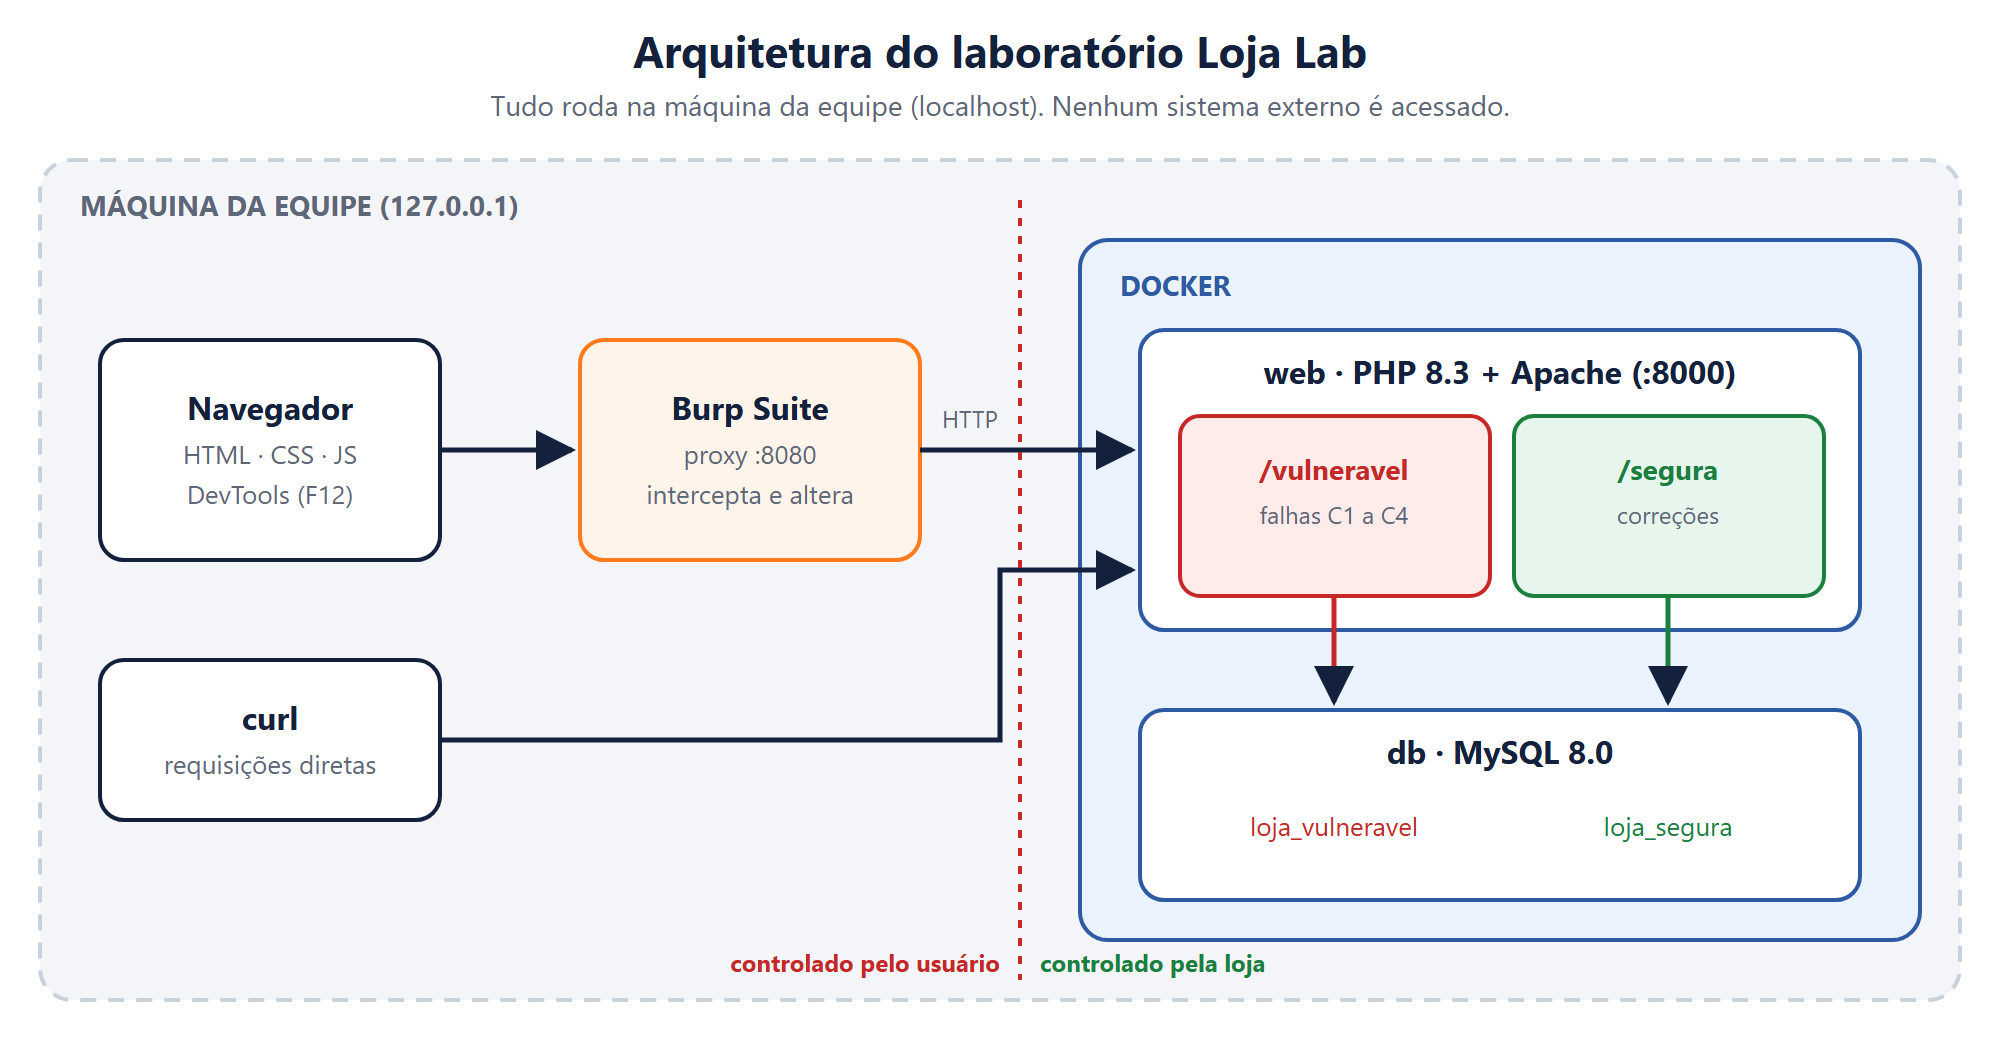 Arquitetura do laboratório Loja Lab
Tudo roda na máquina da equipe (localhost). Nenhum sistema externo é acessado.
MÁQUINA DA EQUIPE (127.0.0.1)
Navegador
HTML · CSS · JS
DevTools (F12)
Burp Suite
proxy :8080
intercepta e altera
HTTP
curl
requisições diretas
DOCKER
web · PHP 8.3 + Apache (:8000)
/vulneravel
falhas C1 a C4
/segura
correções
db · MySQL 8.0
loja_vulneravel
loja_segura
controlado pelo usuário
controlado pela loja